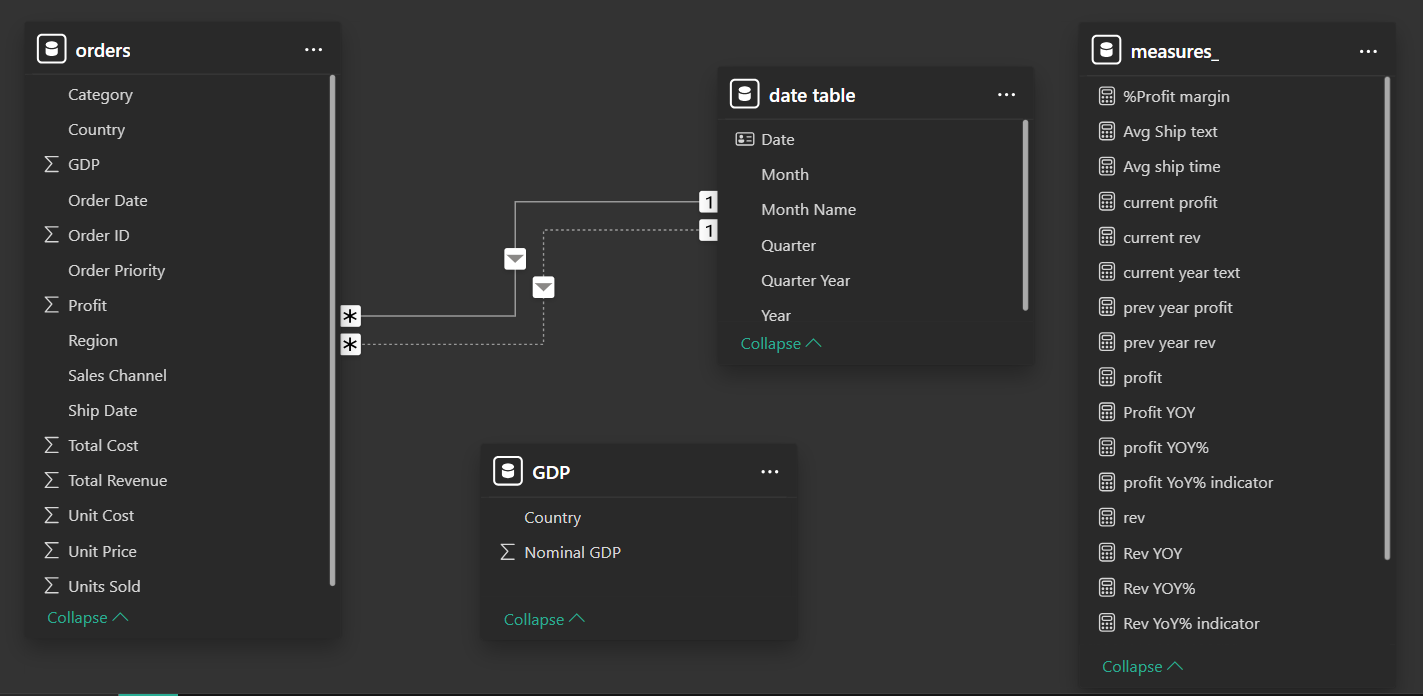 orders
Category
Country
GDP
Order Date
Order ID
Order Priority
Profit
Region
Sales Channel
Ship Date
Total Cost
Total Revenue
Unit Cost
Unit Price
Units Sold
Collapse
*
*
1
1
date table
Date
Month
Month Name
Quarter
Quarter Year
Year
Collapse
GDP
Country
Nominal GDP
Collapse
measures_
%Profit margin
Avg Ship text
Avg ship time
current profit
current rev
current year text
prev year profit
prev year rev
profit
Profit YOY
profit YOY%
profit YoY% indicator
rev
Rev YOY
Rev YOY%
Rev YoY% indicator
Collapse